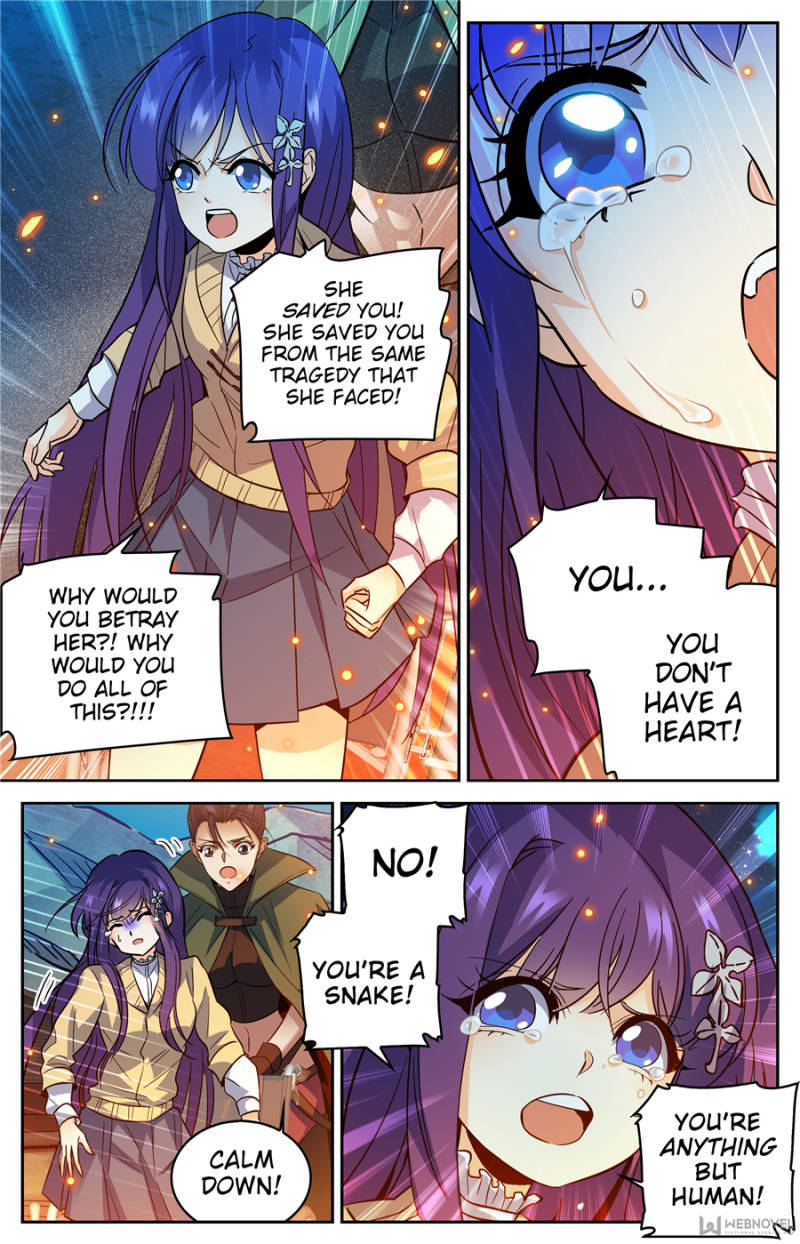 SHE
SAVED YOU!
SHE SAVED YOU
FROM THE SAME
TRAGEDY THAT
SHE FACED!
WHY WOULD
YOU BETRAY
HER?! WHY
WOULD YOU
DO ALL OF
THIS?!!!
YOU...
YOU
DON'T
HAVE A
HEART!
CALM
DOWN!
NO!
YOU'RE A
SNAKE!
YOU'RE
ANYTHING
BUT
HUMAN!
WEBNOVEL